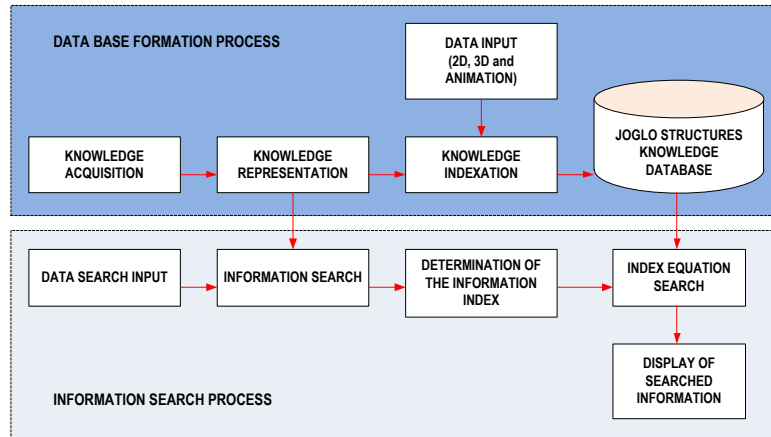 DATA BASE FORMATION PROCESS
DATA INPUT
(2D, 3D and
ANIMATION)
KNOWLEDGE
ACQUISITION
KNOWLEDGE
REPRESENTATION
KNOWLEDGE
INDEXATION
JOGLO STRUCTURES
KNOWLEDGE
DATABASE
DATA SEARCH INPUT
INFORMATION SEARCH
DETERMINATION OF
THE INFORMATION
INDEX
INDEX EQUATION
SEARCH
DISPLAY OF
SEARCHED
INFORMATION
INFORMATION SEARCH PROCESS